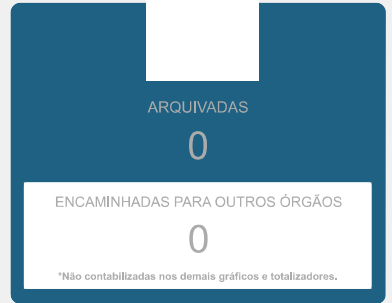 ARQUIVADAS
0
ENCAMINHADAS PARA OUTROS ÓRGÃOS
0
*Não contabilizadas nos demais gráficos e totalizadores.